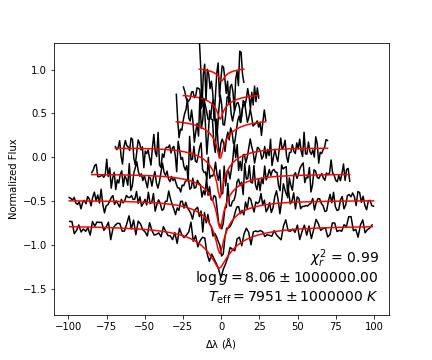 1.0
0.5
0.0
−0.5
−1.0
−1.5
Normalized Flux
χ²ᵣ = 0.99
log g = 8.06 ± 1000000.00
T_eff = 7951 ± 1000000 K
−100 −75 −50 −25 0 25 50 75 100
Δλ (Å)